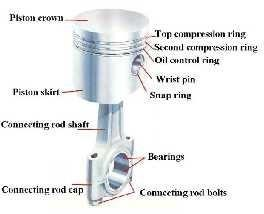 Piston crown
Top compression ring
Second compression ring
Oil control ring
Wrist pin
Snap ring
Piston skirt
Connecting rod shaft
Bearings
Connecting rod cap
Connecting rod bolts